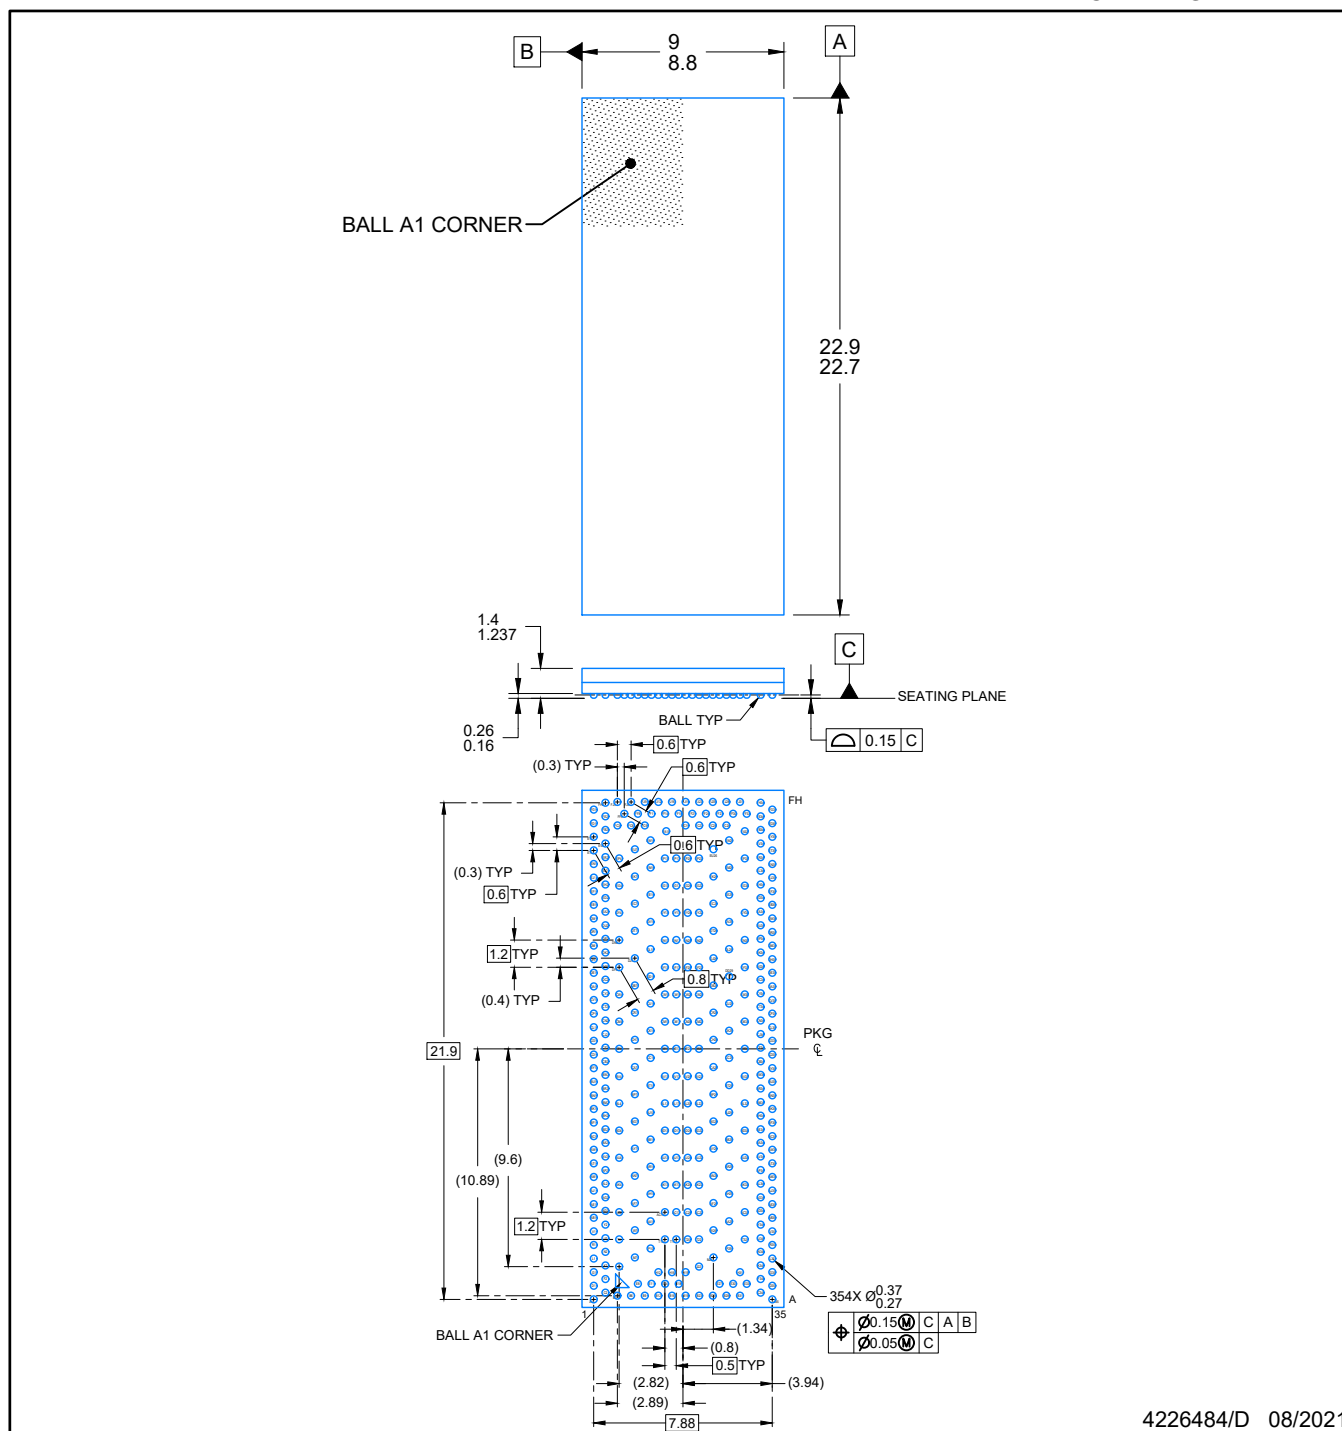 B
9
8.8
A
BALL A1 CORNER
22.9
22.7
1.4
1.237
C
SEATING PLANE
BALL TYP
0.26
0.16
0.15 C
0.6 TYP
(0.3) TYP
0.6 TYP
FH
0.6 TYP
(0.3) TYP
0.6 TYP
1.2 TYP
0.8 TYP
(0.4) TYP
PKG
21.9
(9.6)
(10.89)
1.2 TYP
354X Ø0.37
0.27
1
35
A
BALL A1 CORNER
(1.34)
Ø0.15 Ⓜ C A B
Ø0.05 Ⓜ C
(0.8)
0.5 TYP
(2.82)
(3.94)
(2.89)
7.88
4226484/D 08/2021